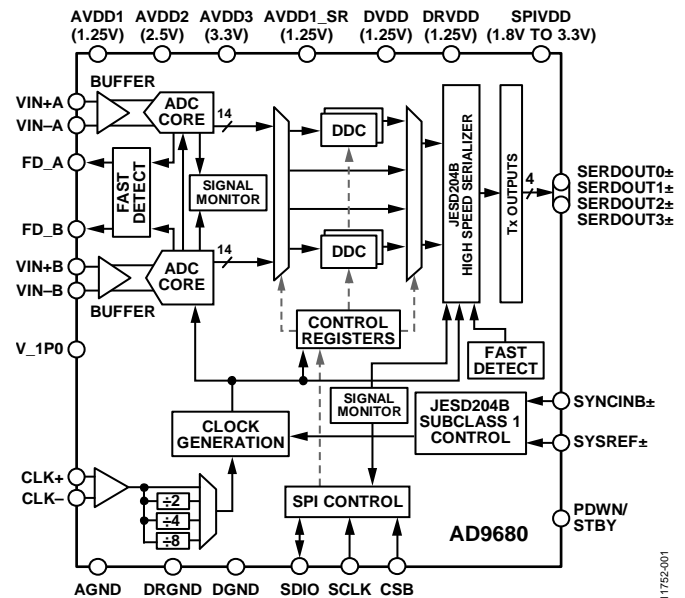 AVDD1 AVDD2 AVDD3 AVDD1_SR DVDD DRVDD SPIVDD
(1.25V) (2.5V) (3.3V) (1.25V) (1.25V) (1.25V) (1.8V TO 3.3V)
BUFFER
VIN+A
VIN–A
ADC
CORE
14
DDC
FD_A
FAST
DETECT
SIGNAL
MONITOR
JESD204B
HIGH SPEED SERIALIZER
Tx OUTPUTS
4
SERDOUT0±
SERDOUT1±
SERDOUT2±
SERDOUT3±
FD_B
VIN+B
VIN–B
ADC
CORE
14
DDC
BUFFER
CONTROL
REGISTERS
V_1P0
FAST
DETECT
SIGNAL
MONITOR
JESD204B
SUBCLASS 1
CONTROL
SYNCINB±
SYSREF±
CLOCK
GENERATION
CLK+
CLK–
÷2
÷4
÷8
SPI CONTROL
PDWN/
STBY
AD9680
AGND DRGND DGND SDIO SCLK CSB
11752-001